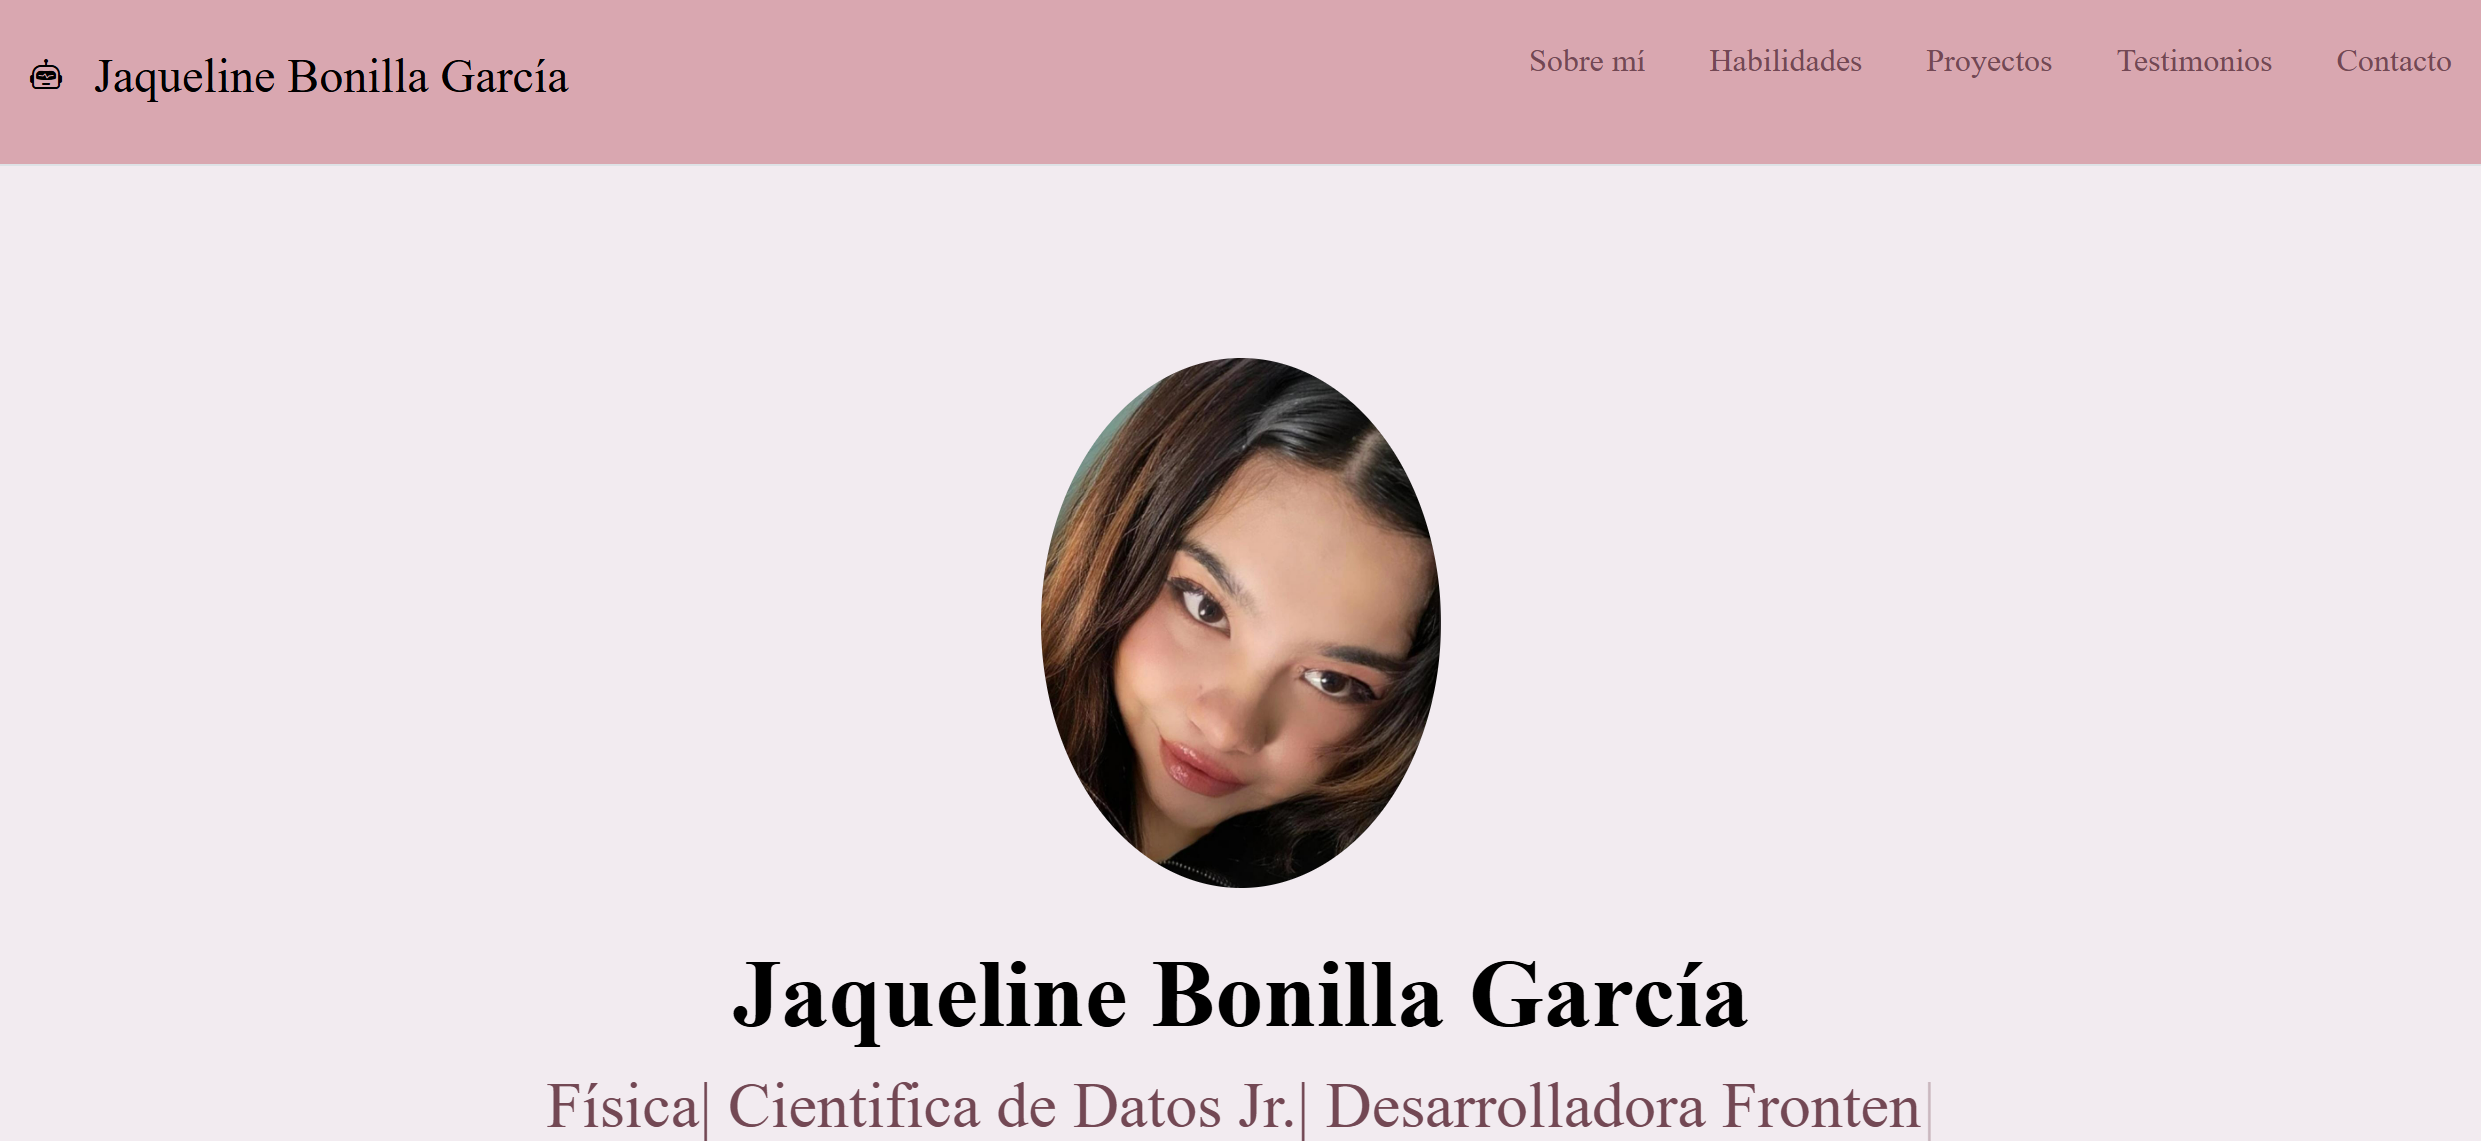 Jaqueline Bonilla García
Sobre mí Habilidades Proyectos Testimonios Contacto
Jaqueline Bonilla García
Física| Cientifica de Datos Jr.| Desarrolladora Fronten|